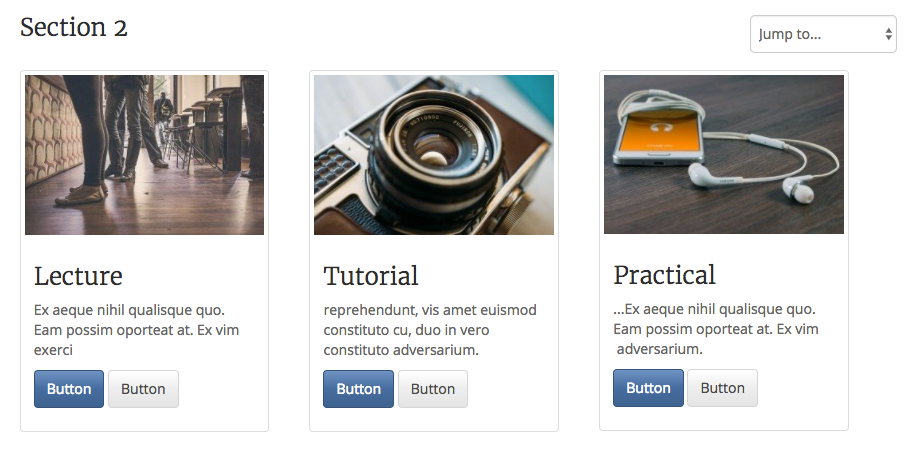 Section 2
Jump to...
Lecture
Ex aeque nihil qualisque quo.
Eam possim oporteat at. Ex vim
exerci
Button Button
Tutorial
reprehendunt, vis amet euismod
constituto cu, duo in vero
constituto adversarium.
Button Button
Practical
...Ex aeque nihil qualisque quo.
Eam possim oporteat at. Ex vim
adversarium.
Button Button